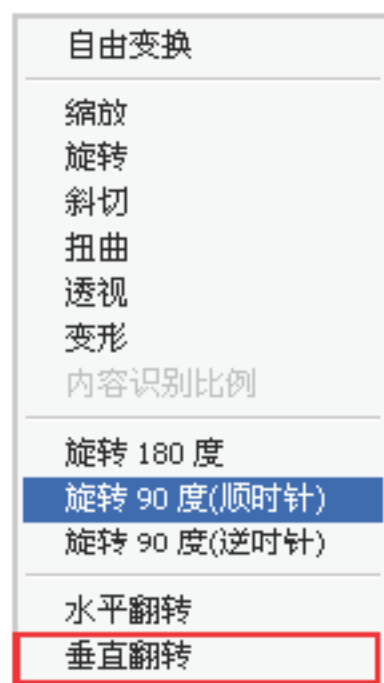 自由变换
缩放
旋转
斜切
扭曲
透视
变形
内容识别比例
旋转 180 度
旋转 90 度(顺时针)
旋转 90 度(逆时针)
水平翻转
垂直翻转